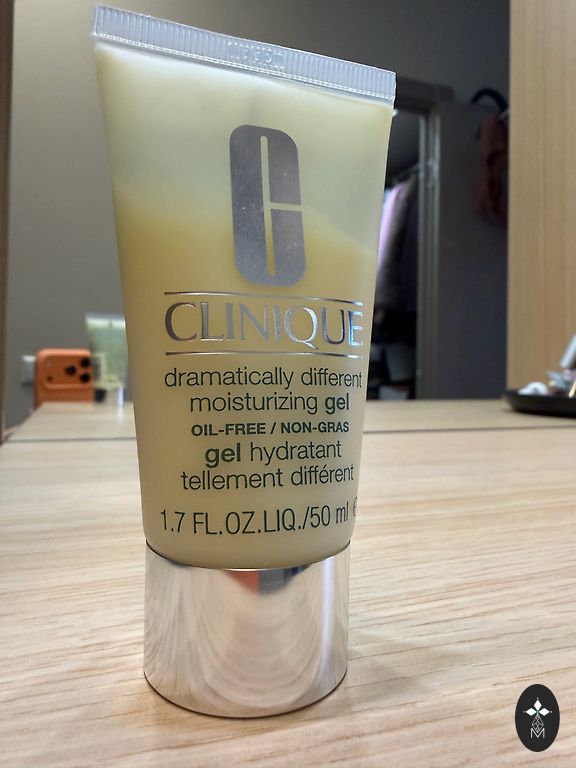 C
CLINIQUE
dramatically different
moisturizing gel
OIL-FREE / NON-GRAS
gel hydratant
tellement différent
1.7 FL.OZ.LIQ./50 ml e
M